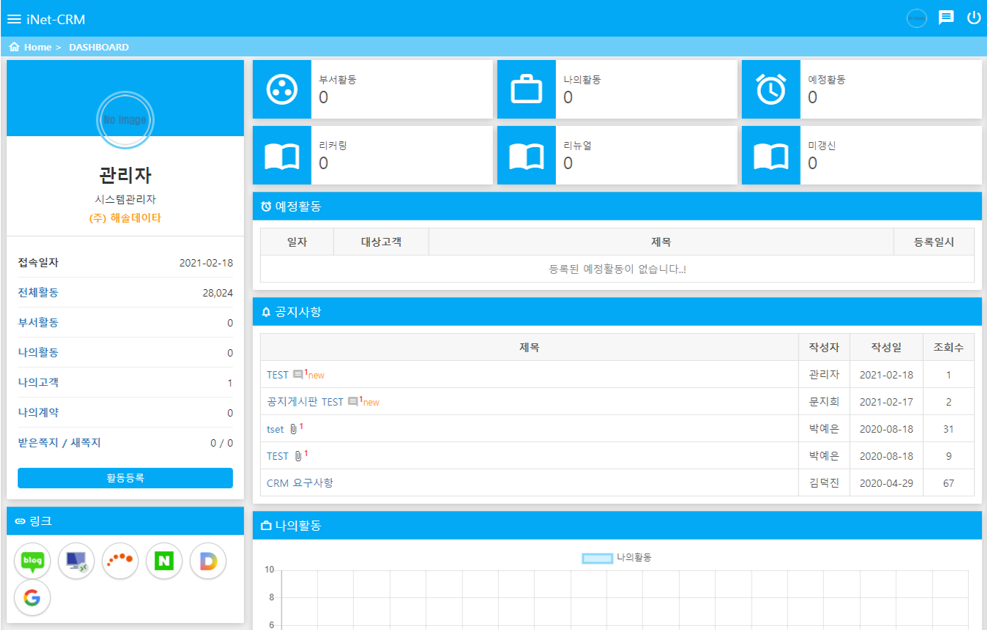 iNet-CRM
Home > DASHBOARD
No Image
관리자
시스템관리자
(주) 해솔데이타
접속일자 2021-02-18
전체활동 28,024
부서활동 0
나의활동 0
나의고객 1
나의계약 0
받은쪽지 / 새쪽지 0 / 0
활동등록
링크
blog
N
D
G
부서활동
0
나의활동
0
예정활동
0
리커링
0
리뉴얼
0
미갱신
0
예정활동
일자 대상고객 제목 등록일시
등록된 예정활동이 없습니다..!
공지사항
제목 작성자 작성일 조회수
TEST 1 new 관리자 2021-02-18 1
공지게시판 TEST 1 new 문지희 2021-02-17 2
tset 1 박예은 2020-08-18 31
TEST 1 박예은 2020-08-18 9
CRM 요구사항 김덕진 2020-04-29 67
나의활동
나의활동
10
8
6